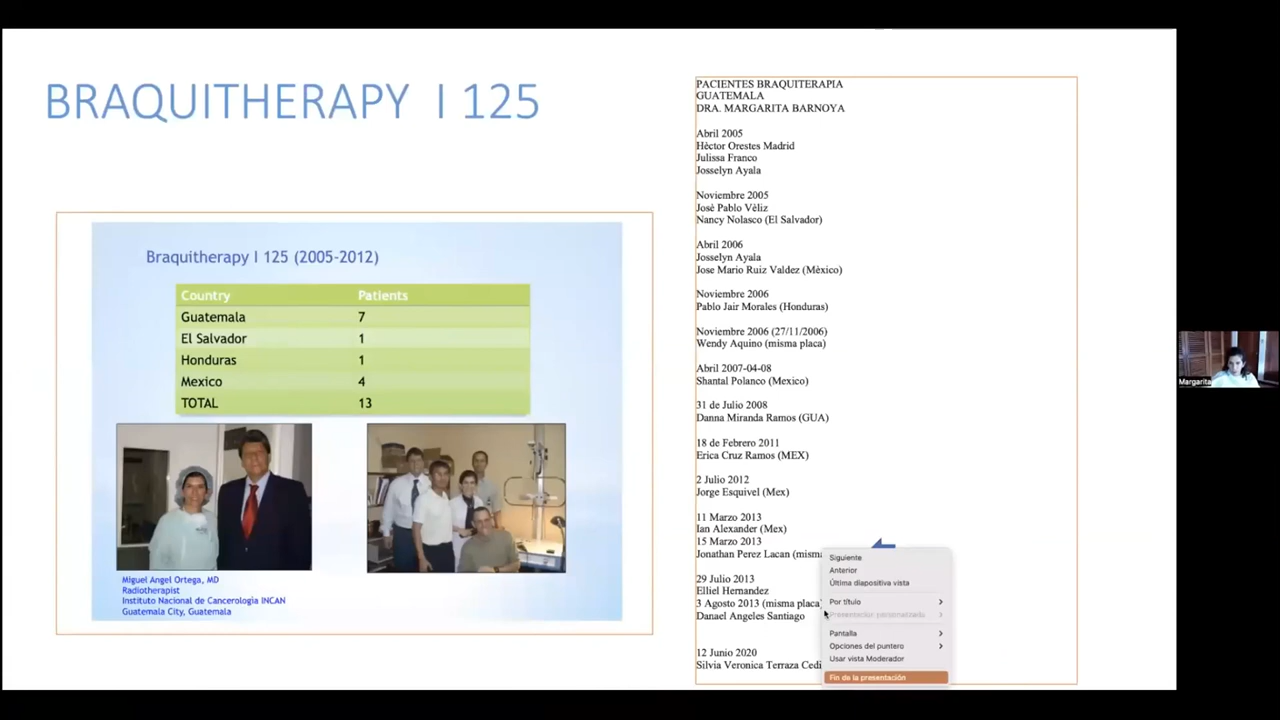 BRAQUITHERAPY I 125
Braquitherapy I 125 (2005-2012)
Country Patients
Guatemala 7
El Salvador 1
Honduras 1
Mexico 4
TOTAL 13
Miguel Angel Ortega, MD
Radiotherapist
Instituto Nacional de Cancerologia INCAN
Guatemala City, Guatemala
PACIENTES BRAQUITERAPIA
GUATEMALA
DRA. MARGARITA BARNOYA
Abril 2005
Hèctor Orestes Madrid
Julissa Franco
Josselyn Ayala
Noviembre 2005
Josè Pablo Vèliz
Nancy Nolasco (El Salvador)
Abril 2006
Josselyn Ayala
Jose Mario Ruiz Valdez (Mèxico)
Noviembre 2006
Pablo Jair Morales (Honduras)
Noviembre 2006 (27/11/2006)
Wendy Aquino (misma placa)
Abril 2007-04-08
Shantal Polanco (Mexico)
31 de Julio 2008
Danna Miranda Ramos (GUA)
18 de Febrero 2011
Erica Cruz Ramos (MEX)
2 Julio 2012
Jorge Esquivel (Mex)
11 Marzo 2013
Ian Alexander (Mex)
15 Marzo 2013
Jonathan Perez Lacan (misma
29 Julio 2013
Elliel Hernandez
3 Agosto 2013 (misma placa)
Danael Angeles Santiago
12 Junio 2020
Silvia Veronica Terraza Cedi
Siguiente
Anterior
Última diapositiva vista
Por título
Presentación personalizada
Pantalla
Opciones del puntero
Usar vista Moderador
Fin de la presentación
Margarita